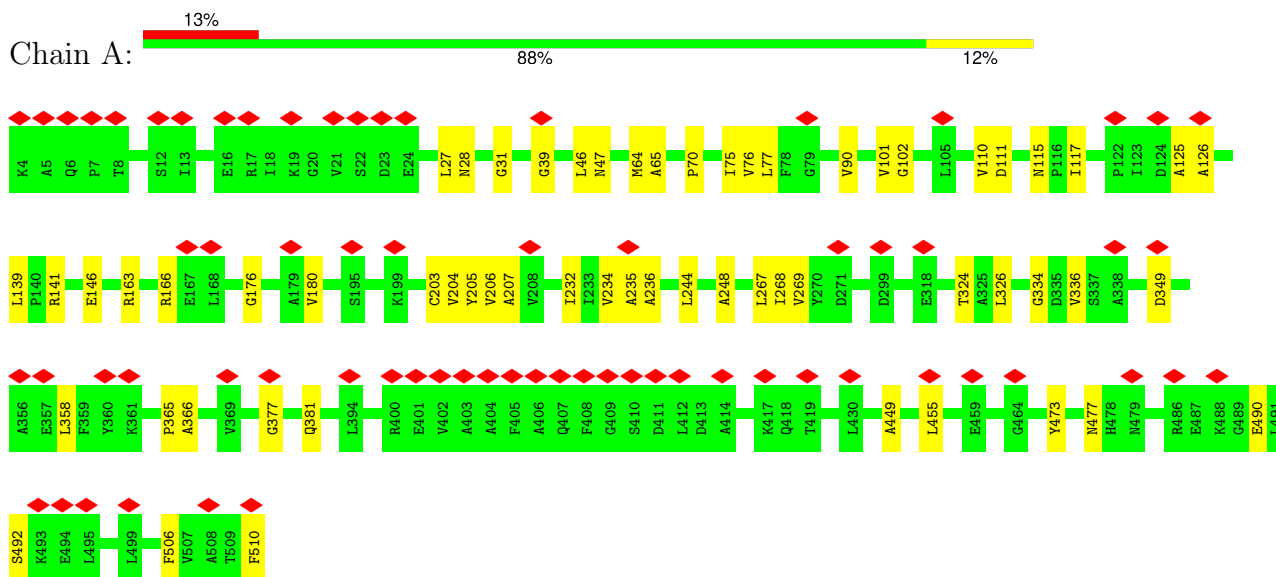 13%
Chain A:
88% 12%
K4 A5 Q6 P7 T8 S12 I13 E16 R17 I18 K19 G20 V21 S22 D23 E24 L27 N28 G31 G39 L46 N47 M64 A65 P70 I75 V76 L77 F78 G79 V90 V101 G102 L105 V110 D111 N115 P116 I117 P122 I123 D124 A125 A126
L139 P140 R141 E146 R163 R166 E167 L168 G176 A179 V180 S195 K199 C203 V204 Y205 V206 A207 V208 I232 I233 V234 A235 A236 L244 A248 L267 I268 V269 Y270 D271 D299 E318 T324 A325 L326 G334 D335 V336 S337 A338 D349
A356 E357 L358 F359 Y360 K361 P365 A366 V369 G377 Q381 L394 R400 E401 V402 A403 A404 F405 A406 Q407 F408 G409 S410 D411 L412 D413 A414 K417 Q418 T419 L430 A449 L455 E459 G464 Y473 N477 H478 N479 R486 E487 K488 G489 E490 L491
S492 K493 E494 L495 L499 F506 V507 A508 T509 F510